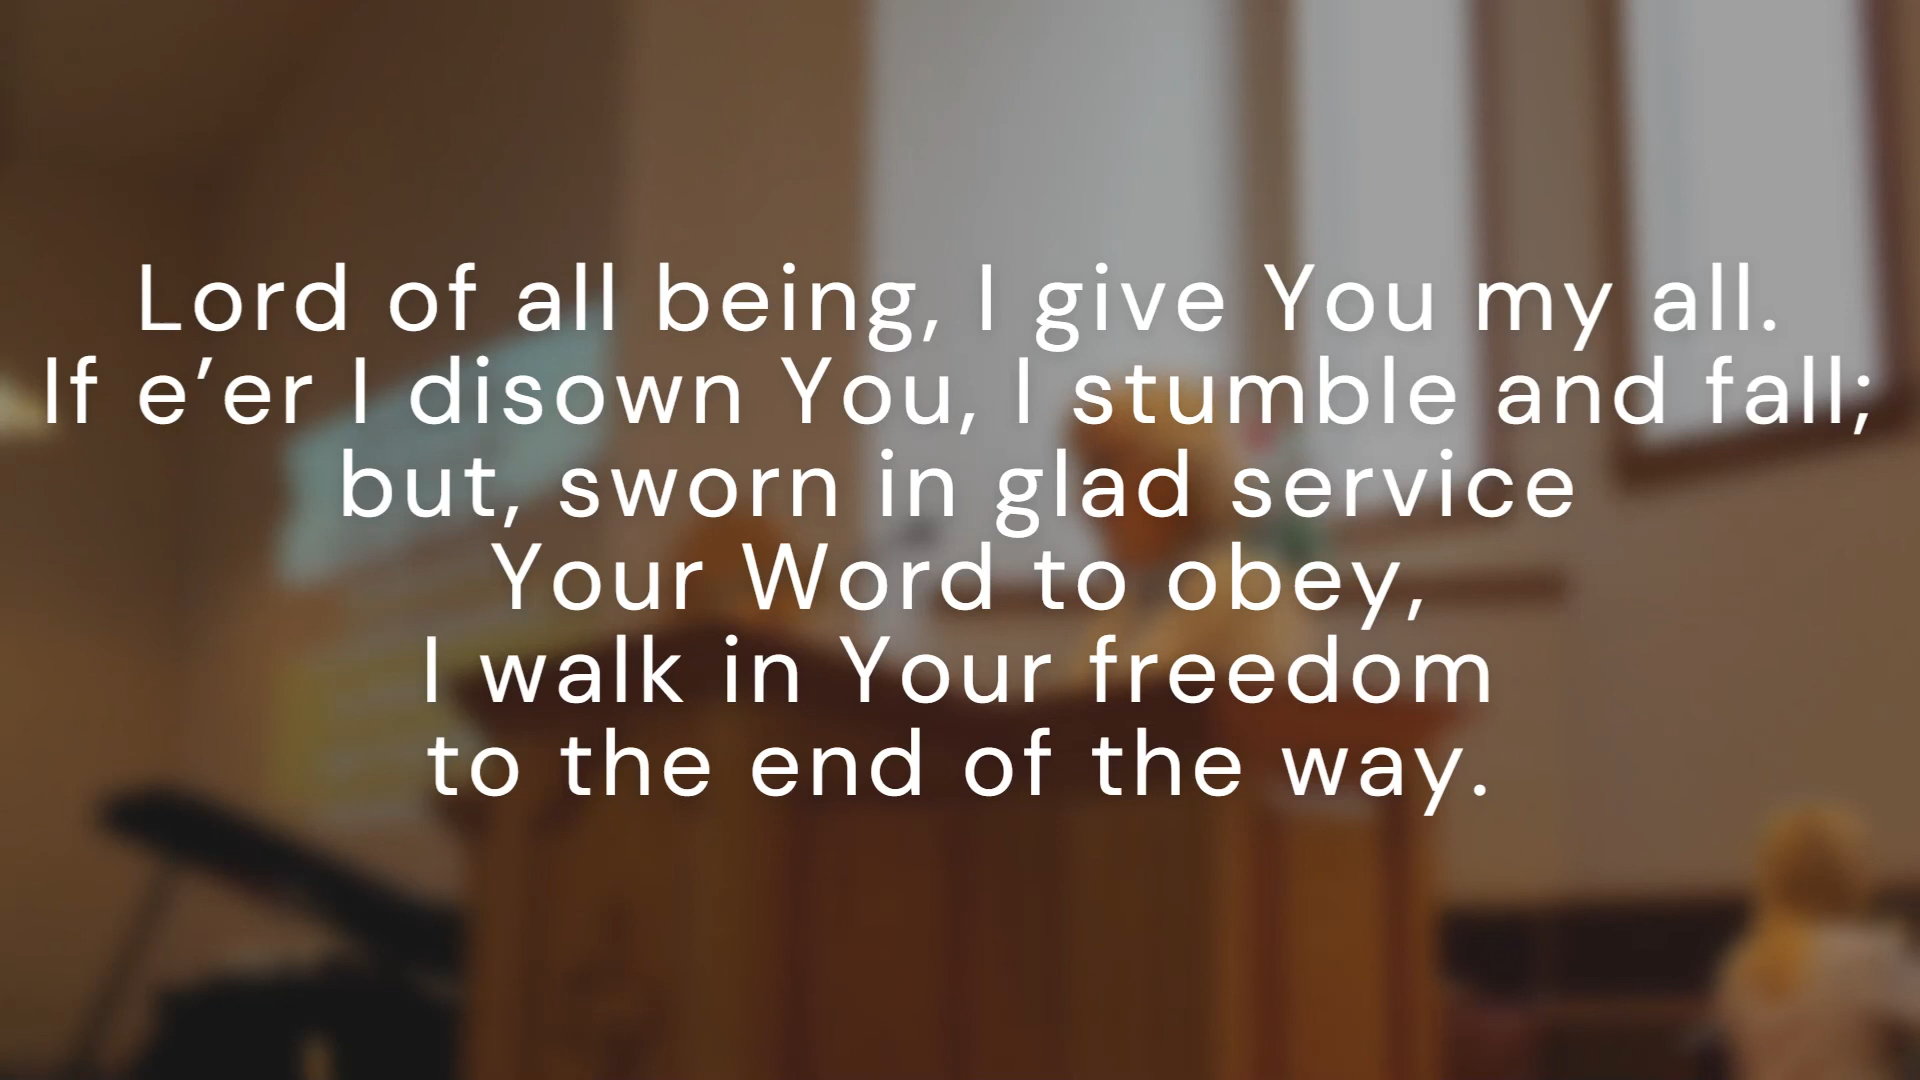 Lord of all being, I give You my all.
If e’er I disown You, I stumble and fall;
but, sworn in glad service
Your Word to obey,
I walk in Your freedom
to the end of the way.